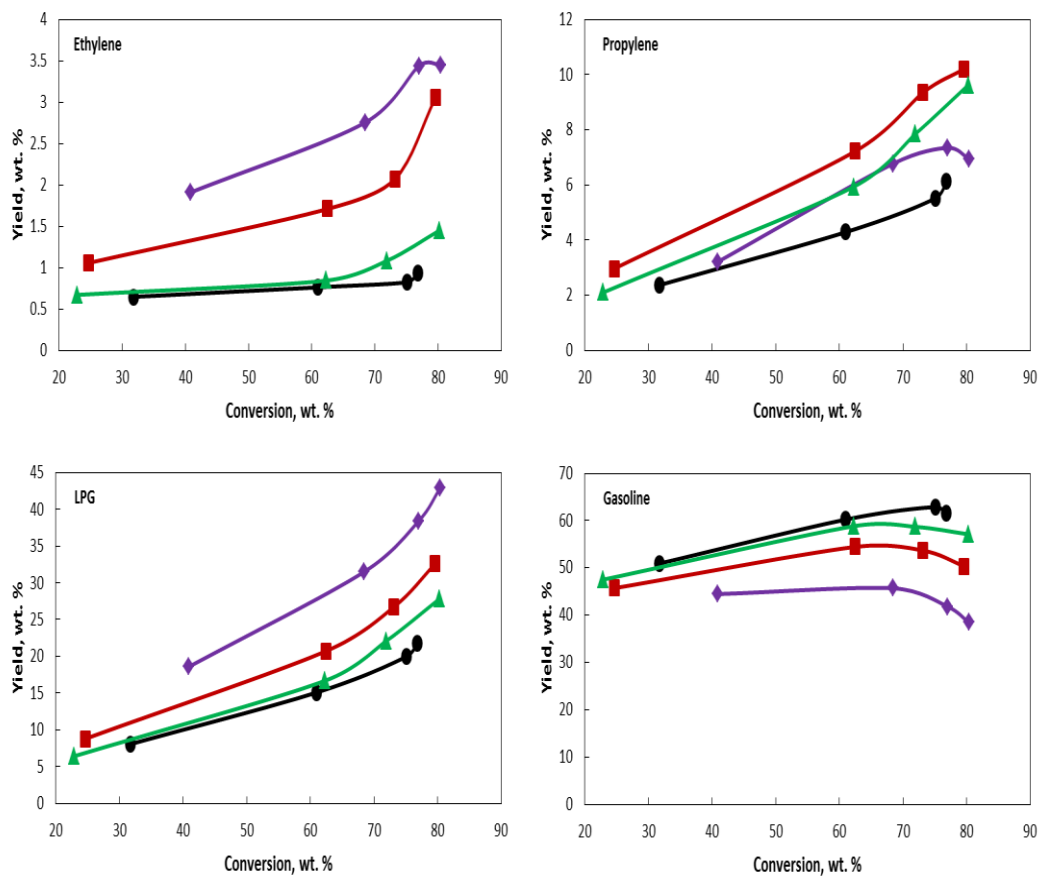 Ethylene
Yield, wt. %
4
3.5
3
2.5
2
1.5
1
0.5
0
20 30 40 50 60 70 80 90
Conversion, wt. %
Propylene
Yield, wt. %
12
10
8
6
4
2
0
20 30 40 50 60 70 80 90
Conversion, wt. %
LPG
Yield, wt. %
45
40
35
30
25
20
15
10
5
0
20 30 40 50 60 70 80 90
Conversion, wt. %
Gasoline
Yield, wt. %
70
60
50
40
30
20
10
0
20 30 40 50 60 70 80 90
Conversion, wt. %